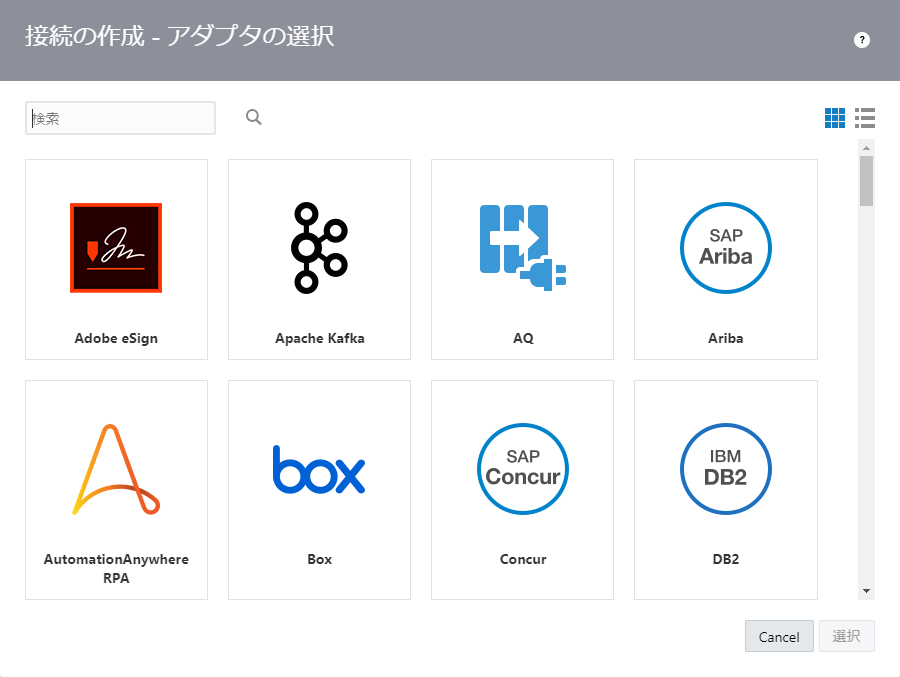 接続の作成 - アダプタの選択
?
検索
SAP
Ariba
Adobe eSign
Apache Kafka
AQ
Ariba
box
SAP
Concur
IBM
DB2
AutomationAnywhere
RPA
Box
Concur
DB2
Cancel
選択